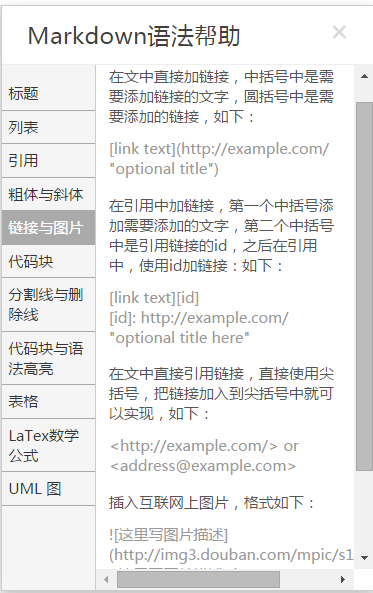 Markdown语法帮助
×
标题
列表
引用
粗体与斜体
链接与图片
代码块
分割线与删
除线
代码块与语
法高亮
表格
LaTex数学
公式
UML 图
在文中直接加链接，中括号中是需
要添加链接的文字，圆括号中是需
要添加的链接，如下：
[link text](http://example.com/
"optional title")
在引用中加链接，第一个中括号添
加需要添加的文字，第二个中括号
中是引用链接的id，之后在引用
中，使用id加链接：如下：
[link text][id]
[id]: http://example.com/
"optional title here"
在文中直接引用链接，直接使用尖
括号，把链接加入到尖括号中就可
以实现，如下：
<http://example.com/> or
<address@example.com>
插入互联网上图片，格式如下：
![这里写图片描述]
(http://img3.douban.com/mpic/s1